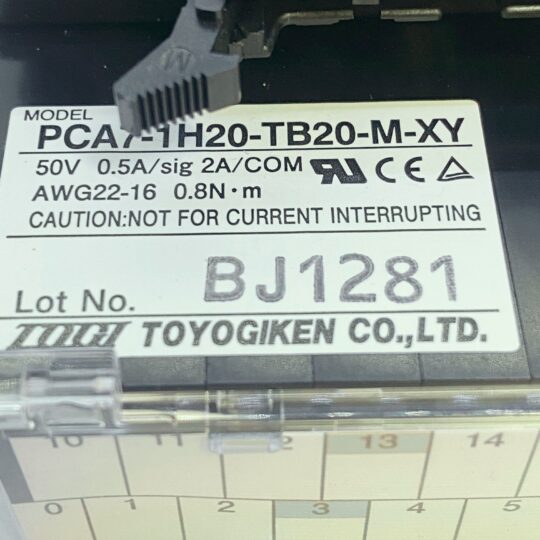 MODEL
PCA7-1H20-TB20-M-XY
50V 0.5A/sig 2A/COM
AWG22-16 0.8N·m
CAUTION:NOT FOR CURRENT INTERRUPTING
Lot No. BJ1281
TOGI TOYOGIKEN CO.,LTD.
10 11 13 14
0 1 2 3 4 5